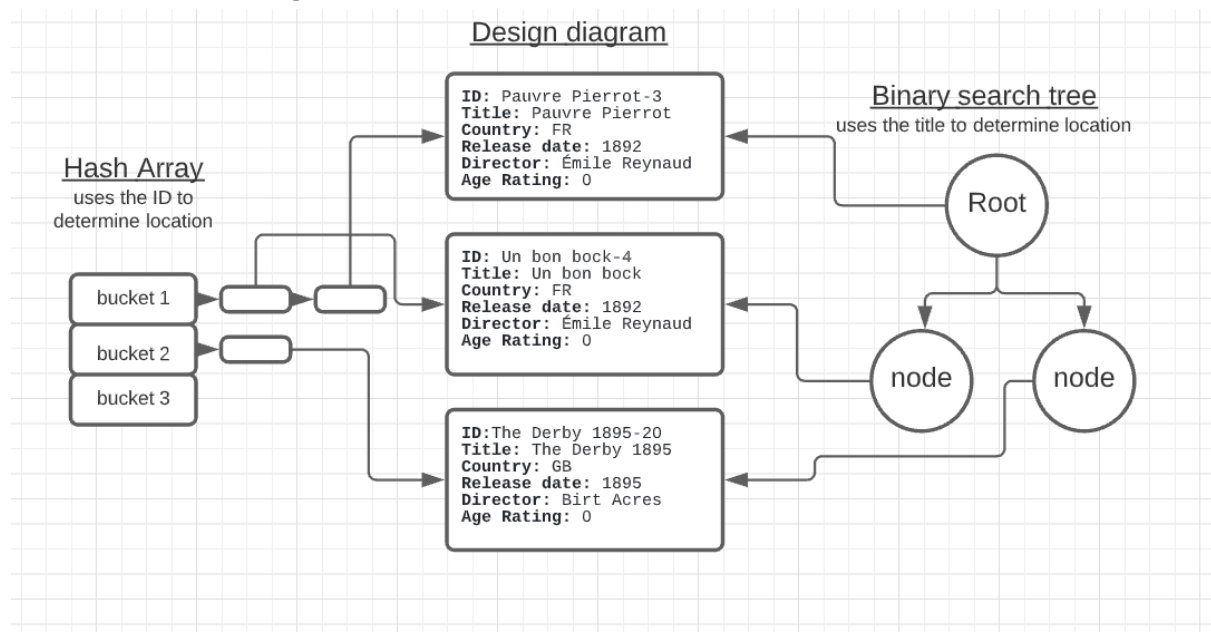 Design diagram
Hash Array
uses the ID to
determine location
bucket 1
bucket 2
bucket 3
ID: Pauvre Pierrot-3
Title: Pauvre Pierrot
Country: FR
Release date: 1892
Director: Émile Reynaud
Age Rating: 0
ID: Un bon bock-4
Title: Un bon bock
Country: FR
Release date: 1892
Director: Émile Reynaud
Age Rating: 0
ID:The Derby 1895-20
Title: The Derby 1895
Country: GB
Release date: 1895
Director: Birt Acres
Age Rating: 0
Binary search tree
uses the title to determine location
Root
node
node